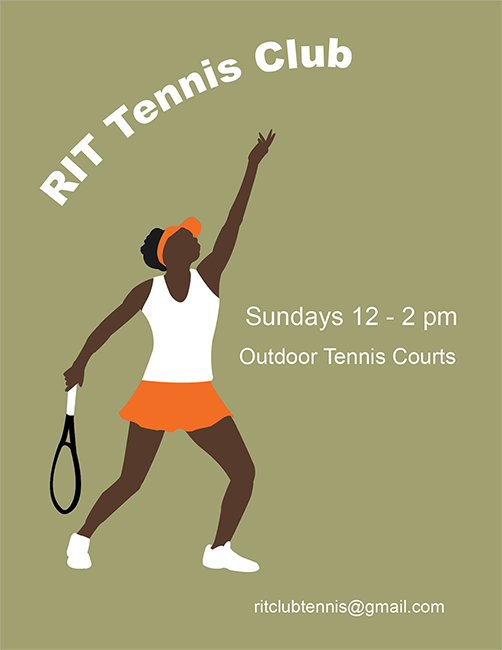 RIT Tennis Club
Sundays 12 - 2 pm
Outdoor Tennis Courts
ritclubtennis@gmail.com